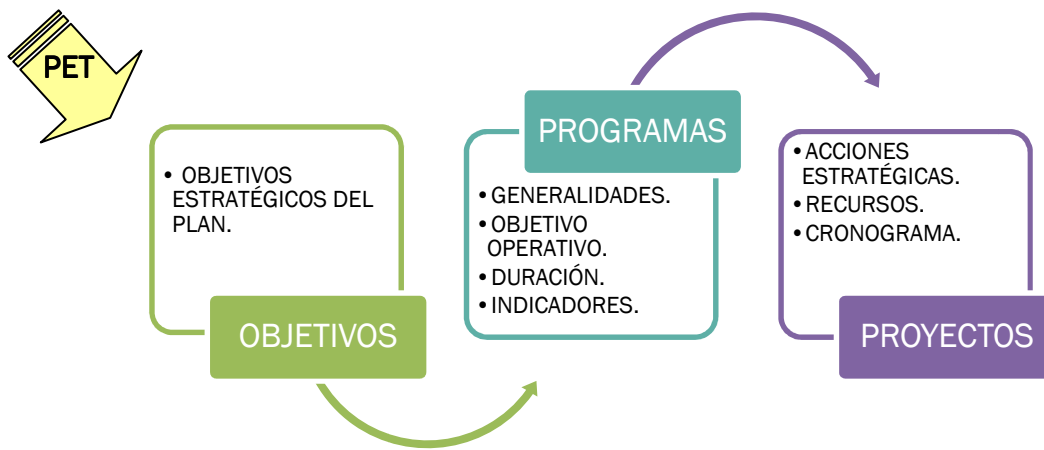 PET
• OBJETIVOS
ESTRATÉGICOS DEL
PLAN.
OBJETIVOS
PROGRAMAS
• GENERALIDADES.
• OBJETIVO
OPERATIVO.
• DURACIÓN.
• INDICADORES.
• ACCIONES
ESTRATÉGICAS.
• RECURSOS.
• CRONOGRAMA.
PROYECTOS